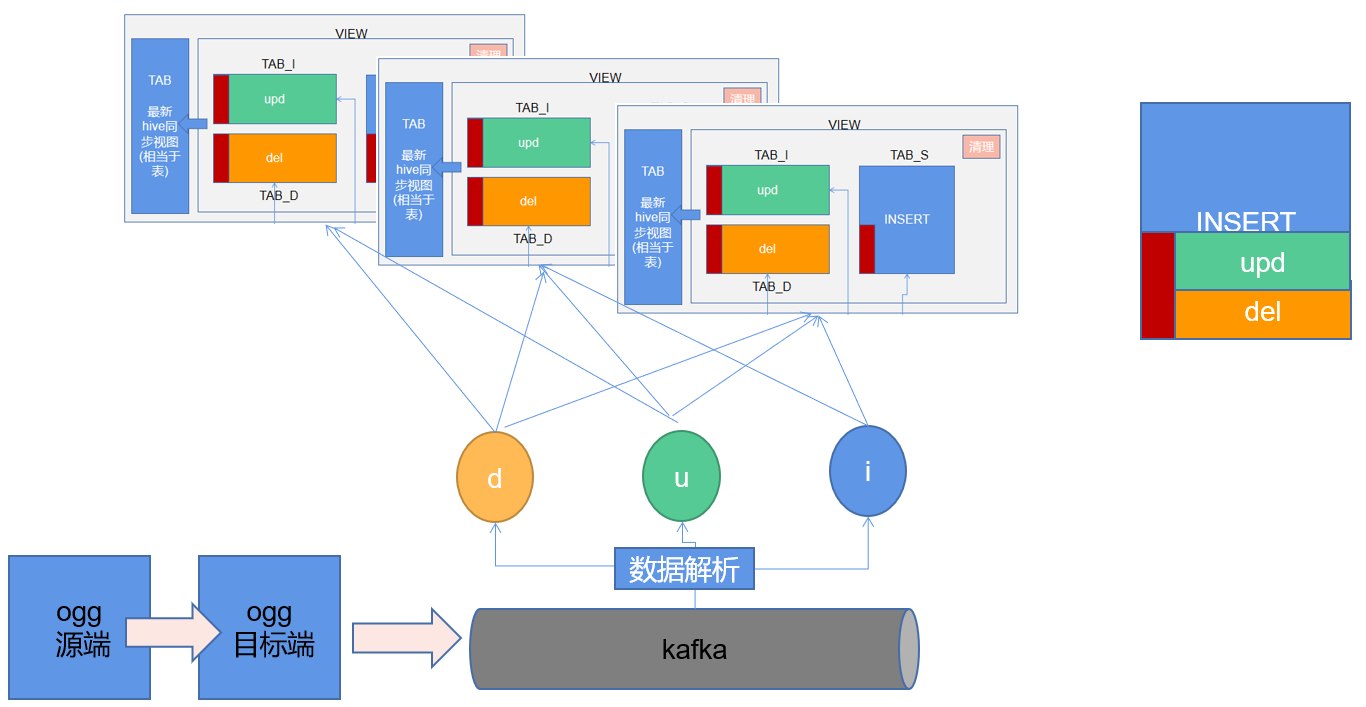 VIEW
清理
TAB
最新
hive同
步视图
(相当于
表)
TAB_I
upd
del
TAB_D
VIEW
清理
TAB
最新
hive同
步视图
(相当于
表)
TAB_I
upd
del
TAB_D
VIEW
清理
TAB
最新
hive同
步视图
(相当于
表)
TAB_I
upd
del
TAB_D
TAB_S
INSERT
INSERT
upd
del
d
u
i
数据解析
ogg
源端
ogg
目标端
kafka